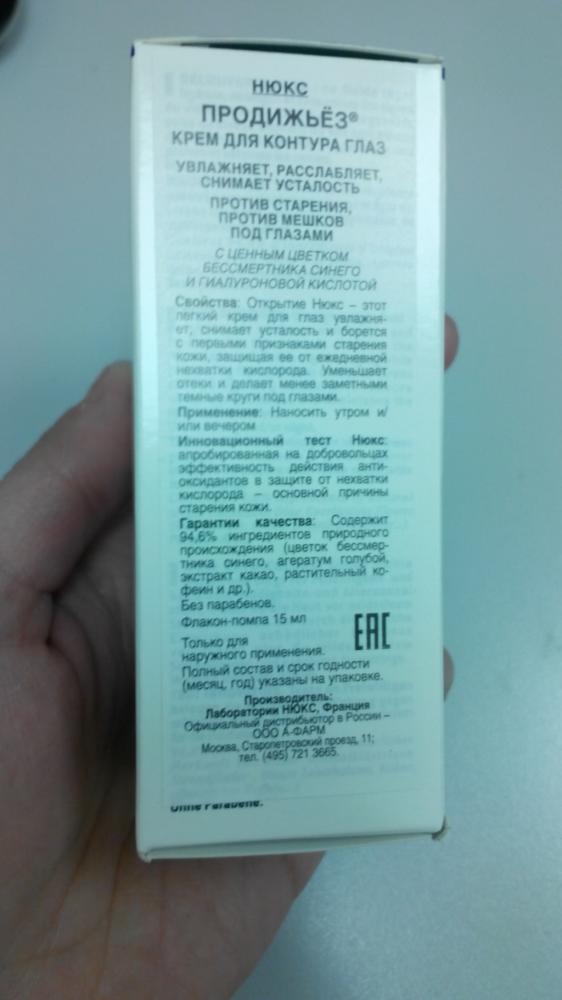 НЮКС
ПРОДИЖЬЁЗ®
КРЕМ ДЛЯ КОНТУРА ГЛАЗ
УВЛАЖНЯЕТ, РАССЛАБЛЯЕТ,
СНИМАЕТ УСТАЛОСТЬ
ПРОТИВ СТАРЕНИЯ,
ПРОТИВ МЕШКОВ
ПОД ГЛАЗАМИ
С ЦЕННЫМ ЦВЕТКОМ
БЕССМЕРТНИКА СИНЕГО
И ГИАЛУРОНОВОЙ КИСЛОТОЙ
Свойства: Открытие Нюкс – этот
легкий крем для глаз увлажня-
ет, снимает усталость и борется
с первыми признаками старения
кожи, защищая ее от ежедневной
нехватки кислорода. Уменьшает
отеки и делает менее заметными
темные круги под глазами.
Применение: Наносить утром и/
или вечером
Инновационный тест Нюкс:
апробированная на добровольцах
эффективность действия анти-
оксидантов в защите от нехватки
кислорода – основной причины
старения кожи.
Гарантии качества: Содержит
94,6% ингредиентов природного
происхождения (цветок бессмер-
тника синего, агератум голубой,
экстракт какао, растительный ко-
феин и др.).
Без парабенов.
Флакон-помпа 15 мл
Только для
наружного применения.
EAC
Полный состав и срок годности
(месяц, год) указаны на упаковке.
Производитель:
Лаборатории НЮКС, Франция
Официальный дистрибьютор в России –
ООО А-ФАРМ
Москва, Старопетровский проезд, 11;
тел. (495) 721 3665.
Ohne Parabene.